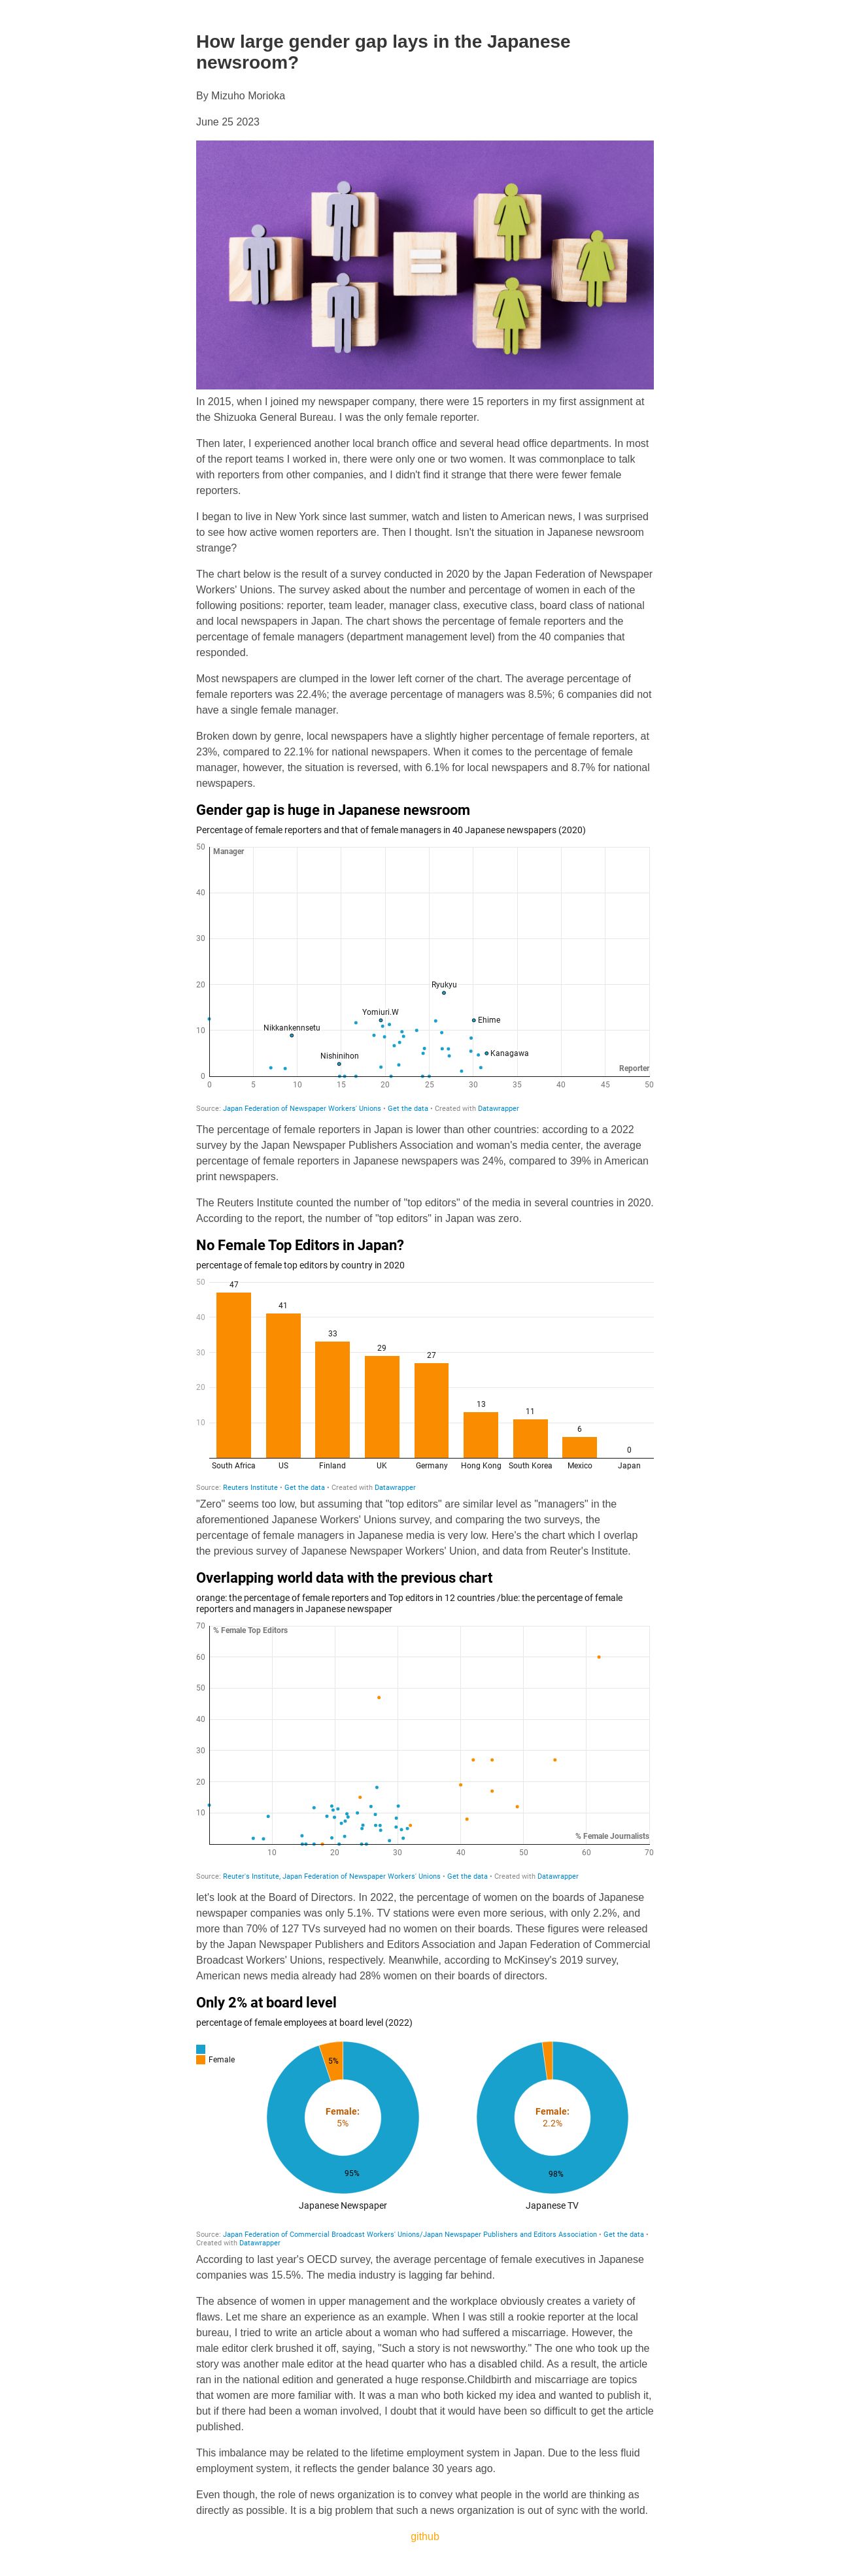 How large gender gap lays in the Japanese
newsroom?
By Mizuho Morioka
June 25 2023
In 2015, when I joined my newspaper company, there were 15 reporters in my first assignment at
the Shizuoka General Bureau. I was the only female reporter.
Then later, I experienced another local branch office and several head office departments. In most
of the report teams I worked in, there were only one or two women. It was commonplace to talk
with reporters from other companies, and I didn't find it strange that there were fewer female
reporters.
I began to live in New York since last summer, watch and listen to American news, I was surprised
to see how active women reporters are. Then I thought. Isn't the situation in Japanese newsroom
strange?
The chart below is the result of a survey conducted in 2020 by the Japan Federation of Newspaper
Workers' Unions. The survey asked about the number and percentage of women in each of the
following positions: reporter, team leader, manager class, executive class, board class of national
and local newspapers in Japan. The chart shows the percentage of female reporters and the
percentage of female managers (department management level) from the 40 companies that
responded.
Most newspapers are clumped in the lower left corner of the chart. The average percentage of
female reporters was 22.4%; the average percentage of managers was 8.5%; 6 companies did not
have a single female manager.
Broken down by genre, local newspapers have a slightly higher percentage of female reporters, at
23%, compared to 22.1% for national newspapers. When it comes to the percentage of female
manager, however, the situation is reversed, with 6.1% for local newspapers and 8.7% for national
newspapers.
Gender gap is huge in Japanese newsroom
Percentage of female reporters and that of female managers in 40 Japanese newspapers (2020)
50
Manager
40
30
20
Ryukyu
Yomiuri.W
Ehime
Nikkankennsetu
10
Nishinihon
Kanagawa
Reporter
0
0 5 10 15 20 25 30 35 40 45 50
Source: Japan Federation of Newspaper Workers' Unions • Get the data • Created with Datawrapper
The percentage of female reporters in Japan is lower than other countries: according to a 2022
survey by the Japan Newspaper Publishers Association and woman's media center, the average
percentage of female reporters in Japanese newspapers was 24%, compared to 39% in American
print newspapers.
The Reuters Institute counted the number of "top editors" of the media in several countries in 2020.
According to the report, the number of "top editors" in Japan was zero.
No Female Top Editors in Japan?
percentage of female top editors by country in 2020
50
47
41
40
33
30
29
27
20
13
11
10
6
0
South Africa US Finland UK Germany Hong Kong South Korea Mexico Japan
Source: Reuters Institute • Get the data • Created with Datawrapper
"Zero" seems too low, but assuming that "top editors" are similar level as "managers" in the
aforementioned Japanese Workers' Unions survey, and comparing the two surveys, the
percentage of female managers in Japanese media is very low. Here's the chart which I overlap
the previous survey of Japanese Newspaper Workers' Union, and data from Reuter's Institute.
Overlapping world data with the previous chart
orange: the percentage of female reporters and Top editors in 12 countries /blue: the percentage of female
reporters and managers in Japanese newspaper
70
% Female Top Editors
60
50
40
30
20
10
% Female Journalists
10 20 30 40 50 60 70
Source: Reuter's Institute, Japan Federation of Newspaper Workers' Unions • Get the data • Created with Datawrapper
let's look at the Board of Directors. In 2022, the percentage of women on the boards of Japanese
newspaper companies was only 5.1%. TV stations were even more serious, with only 2.2%, and
more than 70% of 127 TVs surveyed had no women on their boards. These figures were released
by the Japan Newspaper Publishers and Editors Association and Japan Federation of Commercial
Broadcast Workers' Unions, respectively. Meanwhile, according to McKinsey's 2019 survey,
American news media already had 28% women on their boards of directors.
Only 2% at board level
percentage of female employees at board level (2022)
Female
5%
Female:
5%
Female:
2.2%
95%
98%
Japanese Newspaper
Japanese TV
Source: Japan Federation of Commercial Broadcast Workers' Unions/Japan Newspaper Publishers and Editors Association • Get the data •
Created with Datawrapper
According to last year's OECD survey, the average percentage of female executives in Japanese
companies was 15.5%. The media industry is lagging far behind.
The absence of women in upper management and the workplace obviously creates a variety of
flaws. Let me share an experience as an example. When I was still a rookie reporter at the local
bureau, I tried to write an article about a woman who had suffered a miscarriage. However, the
male editor clerk brushed it off, saying, "Such a story is not newsworthy." The one who took up the
story was another male editor at the head quarter who has a disabled child. As a result, the article
ran in the national edition and generated a huge response.Childbirth and miscarriage are topics
that women are more familiar with. It was a man who both kicked my idea and wanted to publish it,
but if there had been a woman involved, I doubt that it would have been so difficult to get the article
published.
This imbalance may be related to the lifetime employment system in Japan. Due to the less fluid
employment system, it reflects the gender balance 30 years ago.
Even though, the role of news organization is to convey what people in the world are thinking as
directly as possible. It is a big problem that such a news organization is out of sync with the world.
github